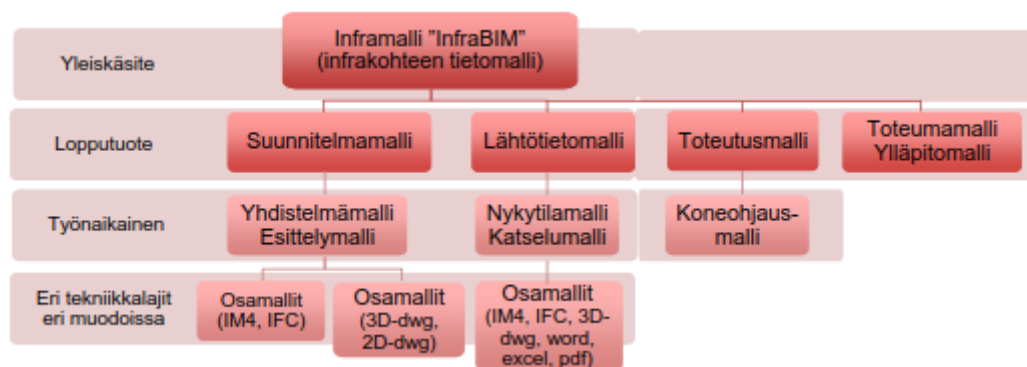 Yleiskäsite
Inframalli "InfraBIM"
(infrakohteen tietomalli)
Lopputuote
Suunnitelmamalli
Lähtötietomalli
Toteutusmalli
Toteumamalli
Ylläpitomalli
Työnaikainen
Yhdistelmämalli
Esittelymalli
Nykytilamalli
Katselumalli
Koneohjaus-
malli
Eri tekniikkalajit
eri muodoissa
Osamallit
(IM4, IFC)
Osamallit
(3D-dwg,
2D-dwg)
Osamallit
(IM4, IFC, 3D-
dwg, word,
excel, pdf)